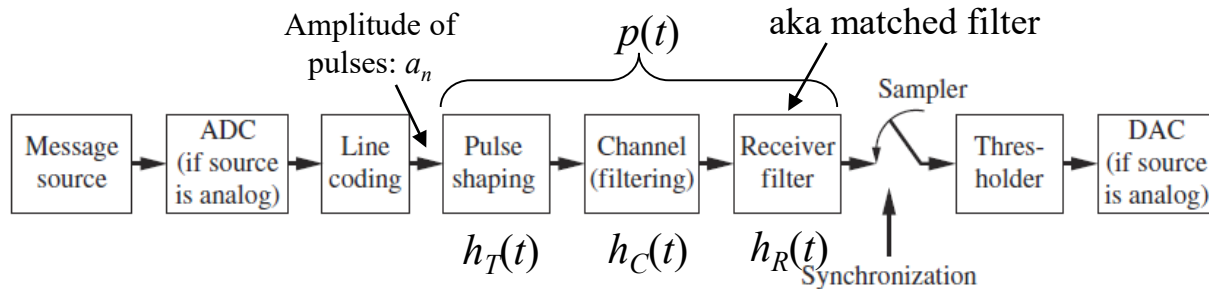 Amplitude of
pulses: aₙ
p(t)
aka matched filter
Sampler
Message
source
ADC
(if source
is analog)
Line
coding
Pulse
shaping
Channel
(filtering)
Receiver
filter
Thres-
holder
DAC
(if source
is analog)
h_T(t)
h_C(t)
h_R(t)
Synchronization